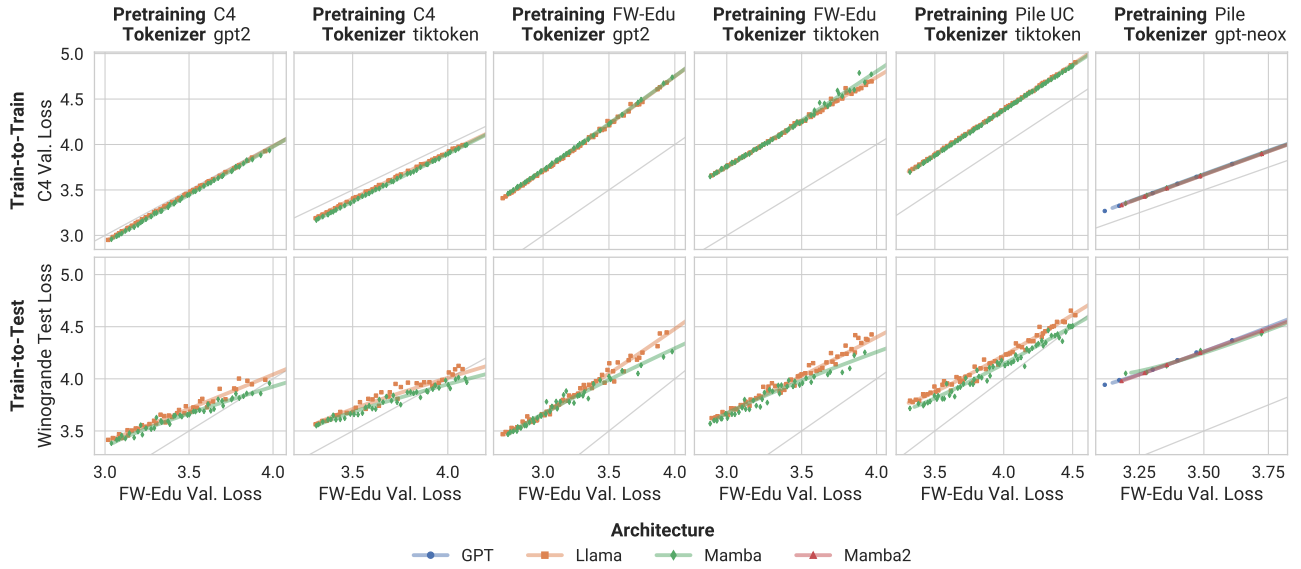 Pretraining C4
Tokenizer gpt2
Pretraining C4
Tokenizer tiktoken
Pretraining FW-Edu
Tokenizer gpt2
Pretraining FW-Edu
Tokenizer tiktoken
Pretraining Pile UC
Tokenizer tiktoken
Pretraining Pile
Tokenizer gpt-neox
Train-to-Train
C4 Val. Loss
5.0
4.5
4.0
3.5
3.0
Train-to-Test
Winogrande Test Loss
5.0
4.5
4.0
3.5
3.0 3.5 4.0
3.5 4.0
3.0 3.5 4.0
3.0 3.5 4.0
3.5 4.0 4.5
3.25 3.50 3.75
FW-Edu Val. Loss
FW-Edu Val. Loss
FW-Edu Val. Loss
FW-Edu Val. Loss
FW-Edu Val. Loss
FW-Edu Val. Loss
Architecture
GPT Llama Mamba Mamba2